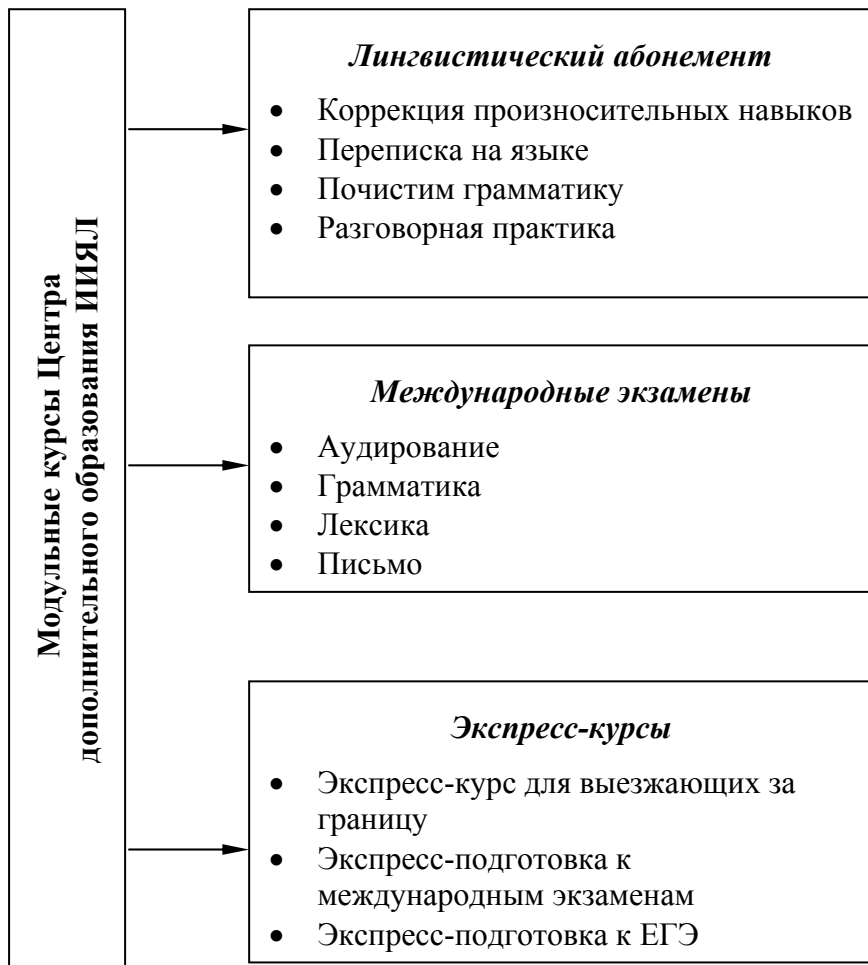 Модульные курсы Центра
дополнительного образования ИИЯЛ
Лингвистический абонемент
• Коррекция произносительных навыков
• Переписка на языке
• Почистим грамматику
• Разговорная практика
Международные экзамены
• Аудирование
• Грамматика
• Лексика
• Письмо
Экспресс-курсы
• Экспресс-курс для выезжающих за
границу
• Экспресс-подготовка к
международным экзаменам
• Экспресс-подготовка к ЕГЭ